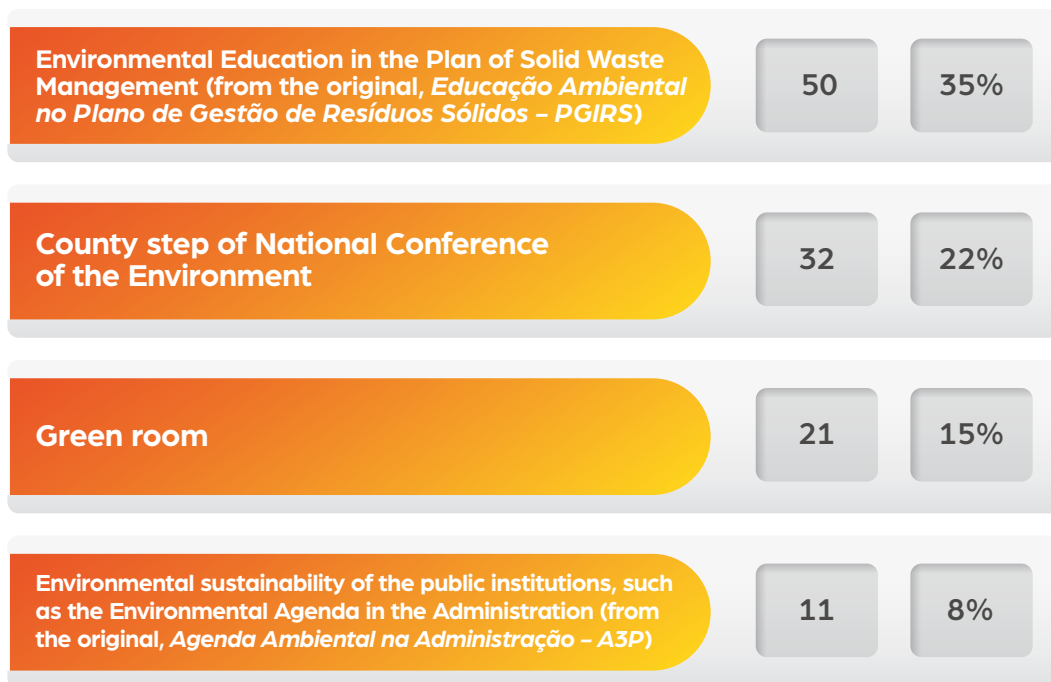 Environmental Education in the Plan of Solid Waste
Management (from the original, Educação Ambiental
no Plano de Gestão de Resíduos Sólidos – PGIRS)
50 35%
County step of National Conference
of the Environment
32 22%
Green room
21 15%
Environmental sustainability of the public institutions, such
as the Environmental Agenda in the Administration (from
the original, Agenda Ambiental na Administração – A3P)
11 8%